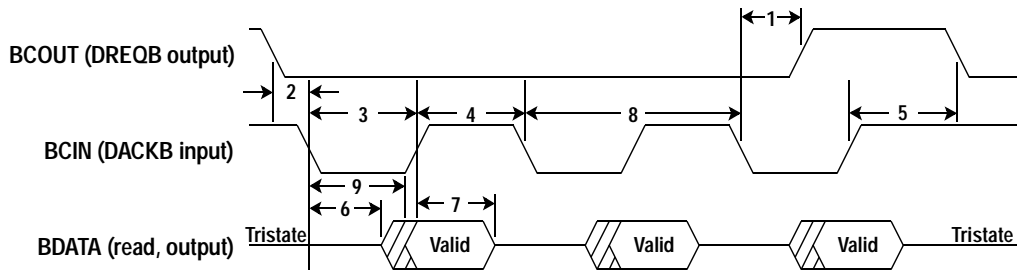 1
BCOUT (DREQB output)
2
3
4
8
5
BCIN (DACKB input)
9
6
7
BDATA (read, output)
Tristate
Valid
Valid
Valid
Tristate